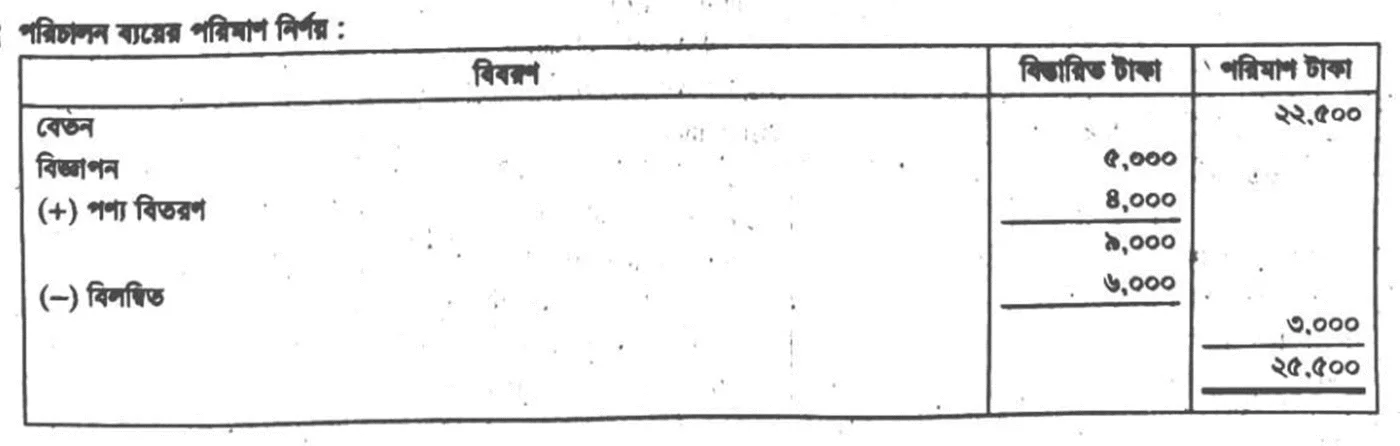 পরিচালন ব্যয়ের পরিমাণ নির্ণয় :
বিবরণ বিস্তারিত টাকা পরিমাণ টাকা
বেতন ২২,৫০০
বিজ্ঞাপন ৫,০০০
(+) পণ্য বিতরণ ৪,০০০
৯,০০০
(–) বিলম্বিত ৬,০০০
৩,০০০
২৫,৫০০